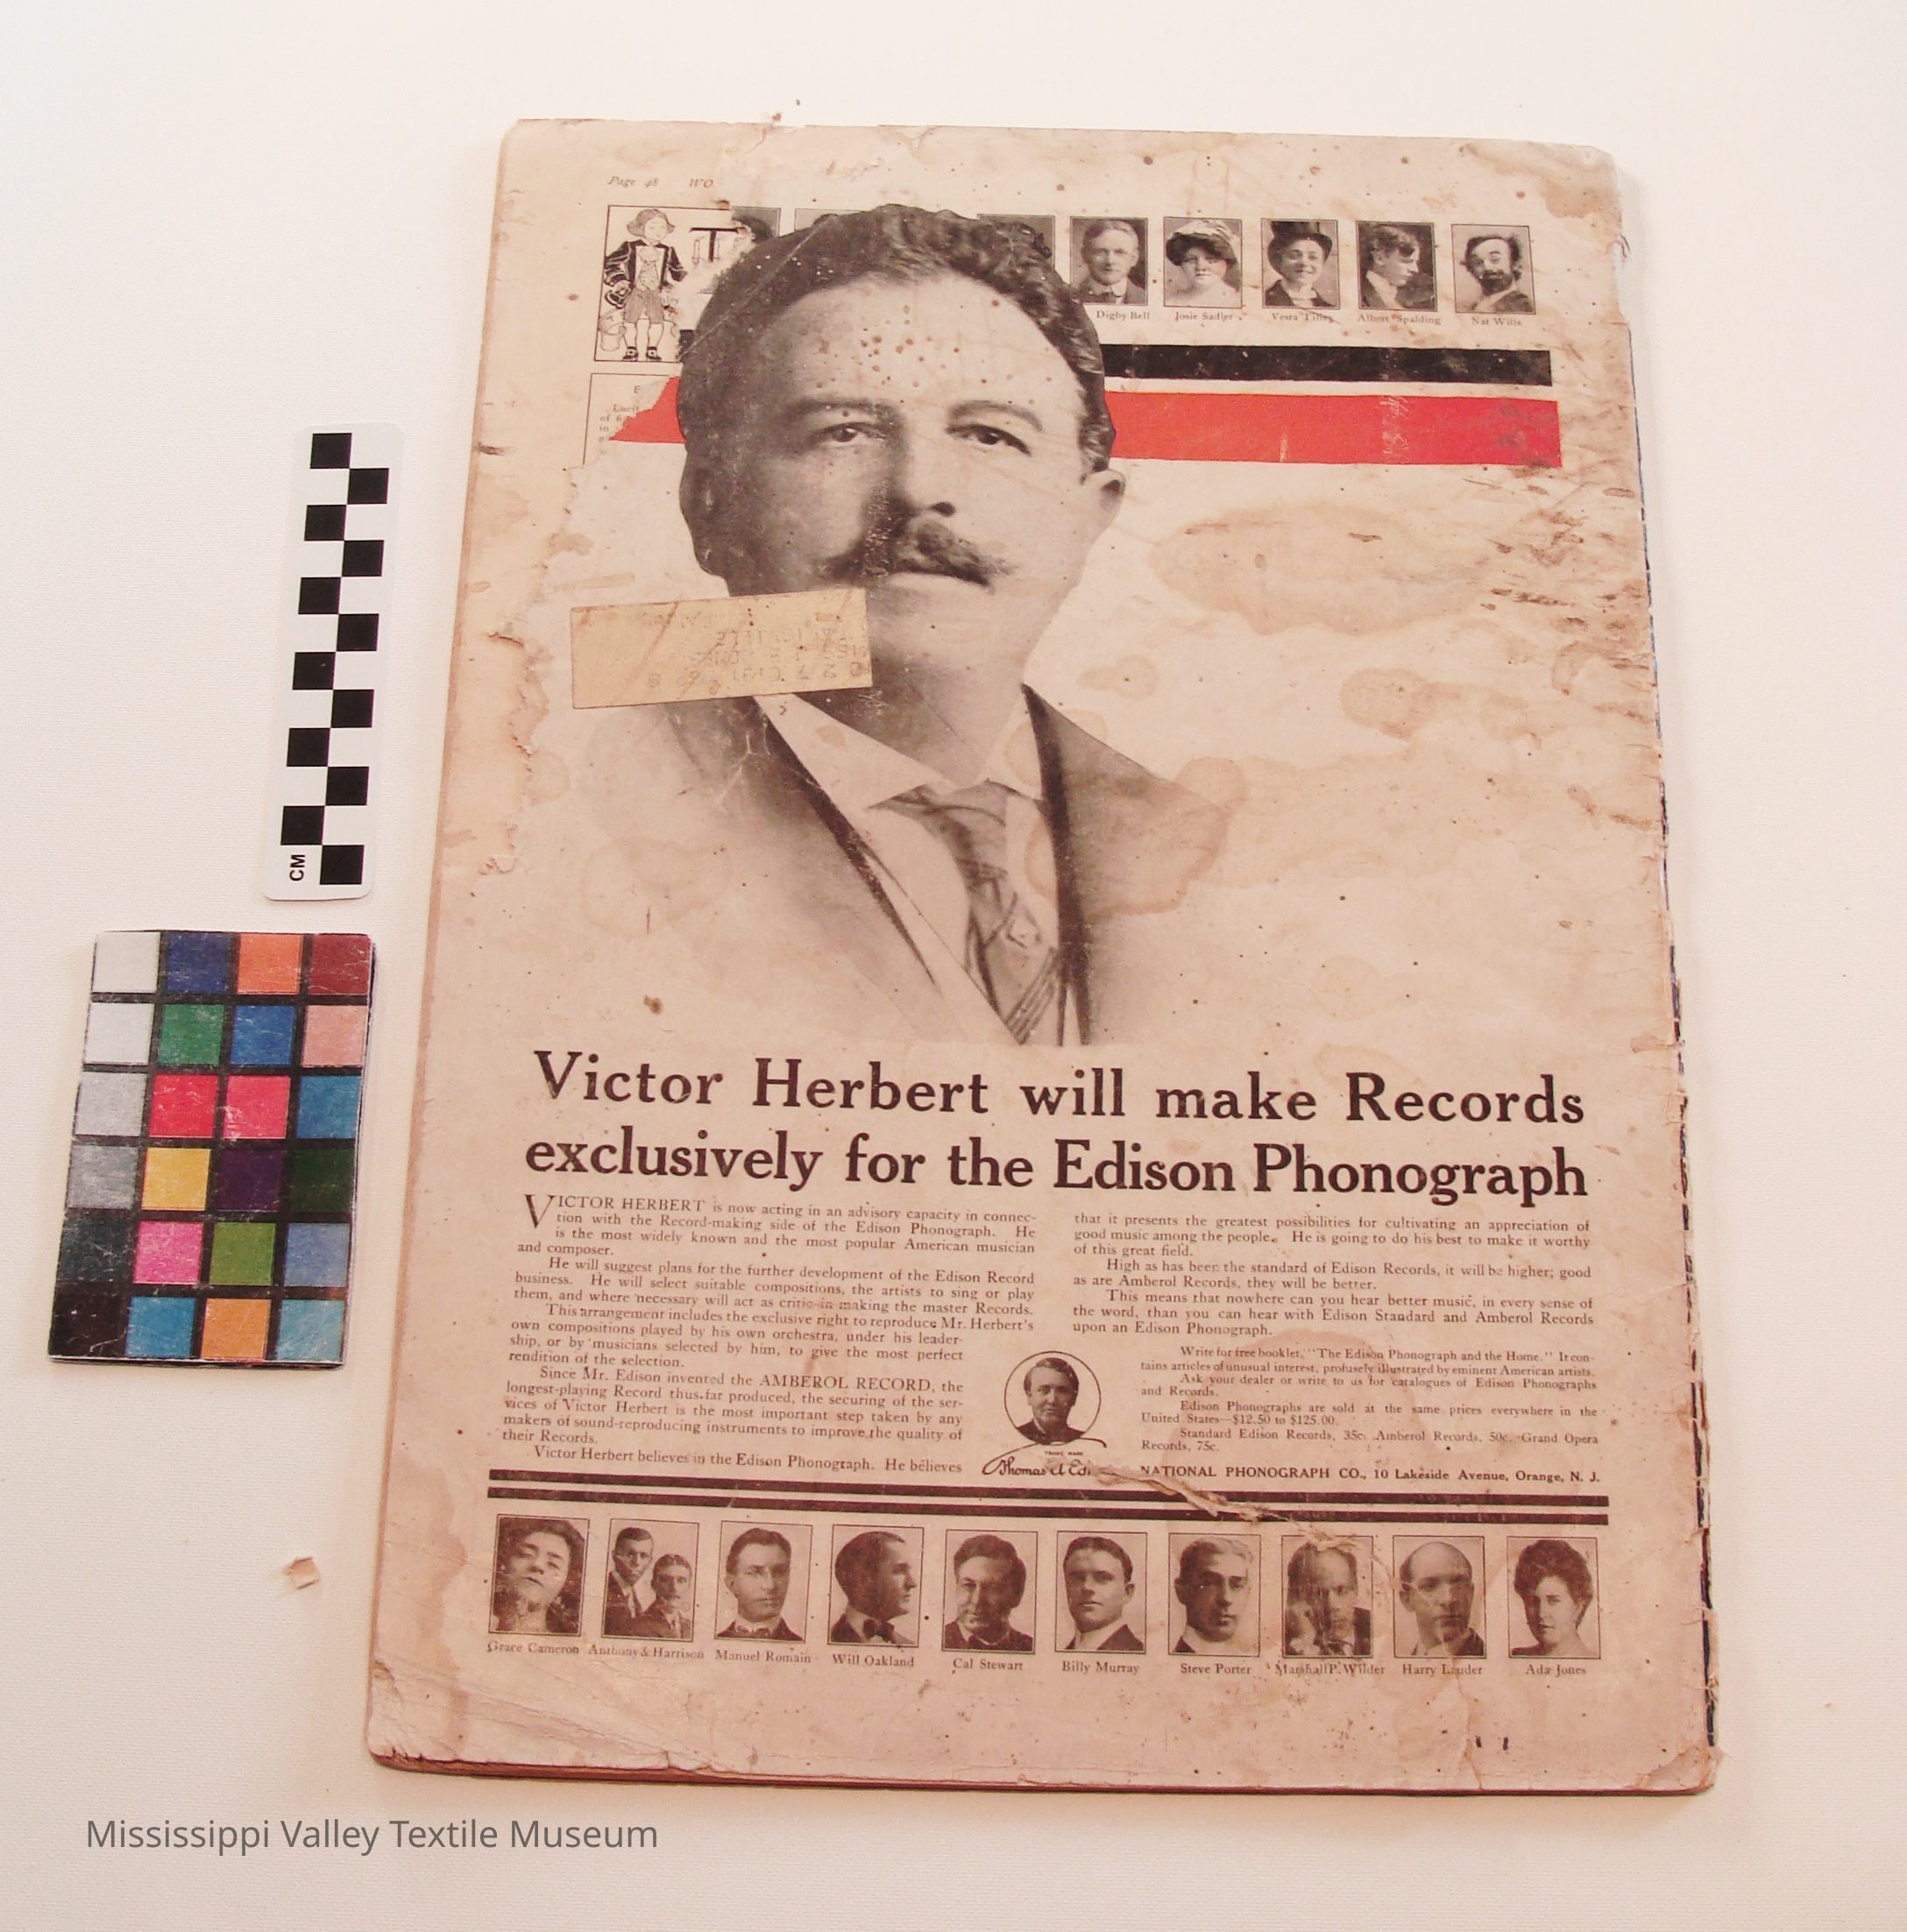 Page 48 WO
T
Digby Bell Josie Sadler Vesta Tilley Albert Spalding Nat Wills
E
of 6
in
CM
Victor Herbert will make Records
exclusively for the Edison Phonograph
VICTOR HERBERT is now acting in an advisory capacity in connec-
tion with the Record-making side of the Edison Phonograph. He
is the most widely known and the most popular American musician
and composer.
He will suggest plans for the further development of the Edison Record
business. He will select suitable compositions, the artists to sing or play
them, and where necessary will act as critic in making the master Records.
This arrangement includes the exclusive right to reproduce Mr. Herbert's
own compositions played by his own orchestra, under his leader-
ship, or by musicians selected by him, to give the most perfect
rendition of the selection.
Since Mr. Edison invented the AMBEROL RECORD, the
longest-playing Record thus far produced, the securing of the ser-
vices of Victor Herbert is the most important step taken by any
makers of sound-reproducing instruments to improve the quality of
their Records.
Victor Herbert believes in the Edison Phonograph. He believes
that it presents the greatest possibilities for cultivating an appreciation of
good music among the people. He is going to do his best to make it worthy
of this great field.
High as has been the standard of Edison Records, it will be higher; good
as are Amberol Records, they will be better.
This means that nowhere can you hear better music, in every sense of
the word, than you can hear with Edison Standard and Amberol Records
upon an Edison Phonograph.
Write for free booklet, "The Edison Phonograph and the Home." It con-
tains articles of unusual interest, profusely illustrated by eminent American artists.
Ask your dealer or write to us for catalogues of Edison Phonographs
and Records.
Edison Phonographs are sold at the same prices everywhere in the
United States—$12.50 to $125.00.
Standard Edison Records, 35c. Amberol Records, 50c. Grand Opera
Records, 75c.
TRADE MARK
Thomas A Edi
NATIONAL PHONOGRAPH CO., 10 Lakeside Avenue, Orange, N. J.
Grace Cameron Anthony & Harrison Manuel Romain Will Oakland Cal Stewart Billy Murray Steve Porter Marshall P. Wilder Harry Lauder Ada Jones
Mississippi Valley Textile Museum